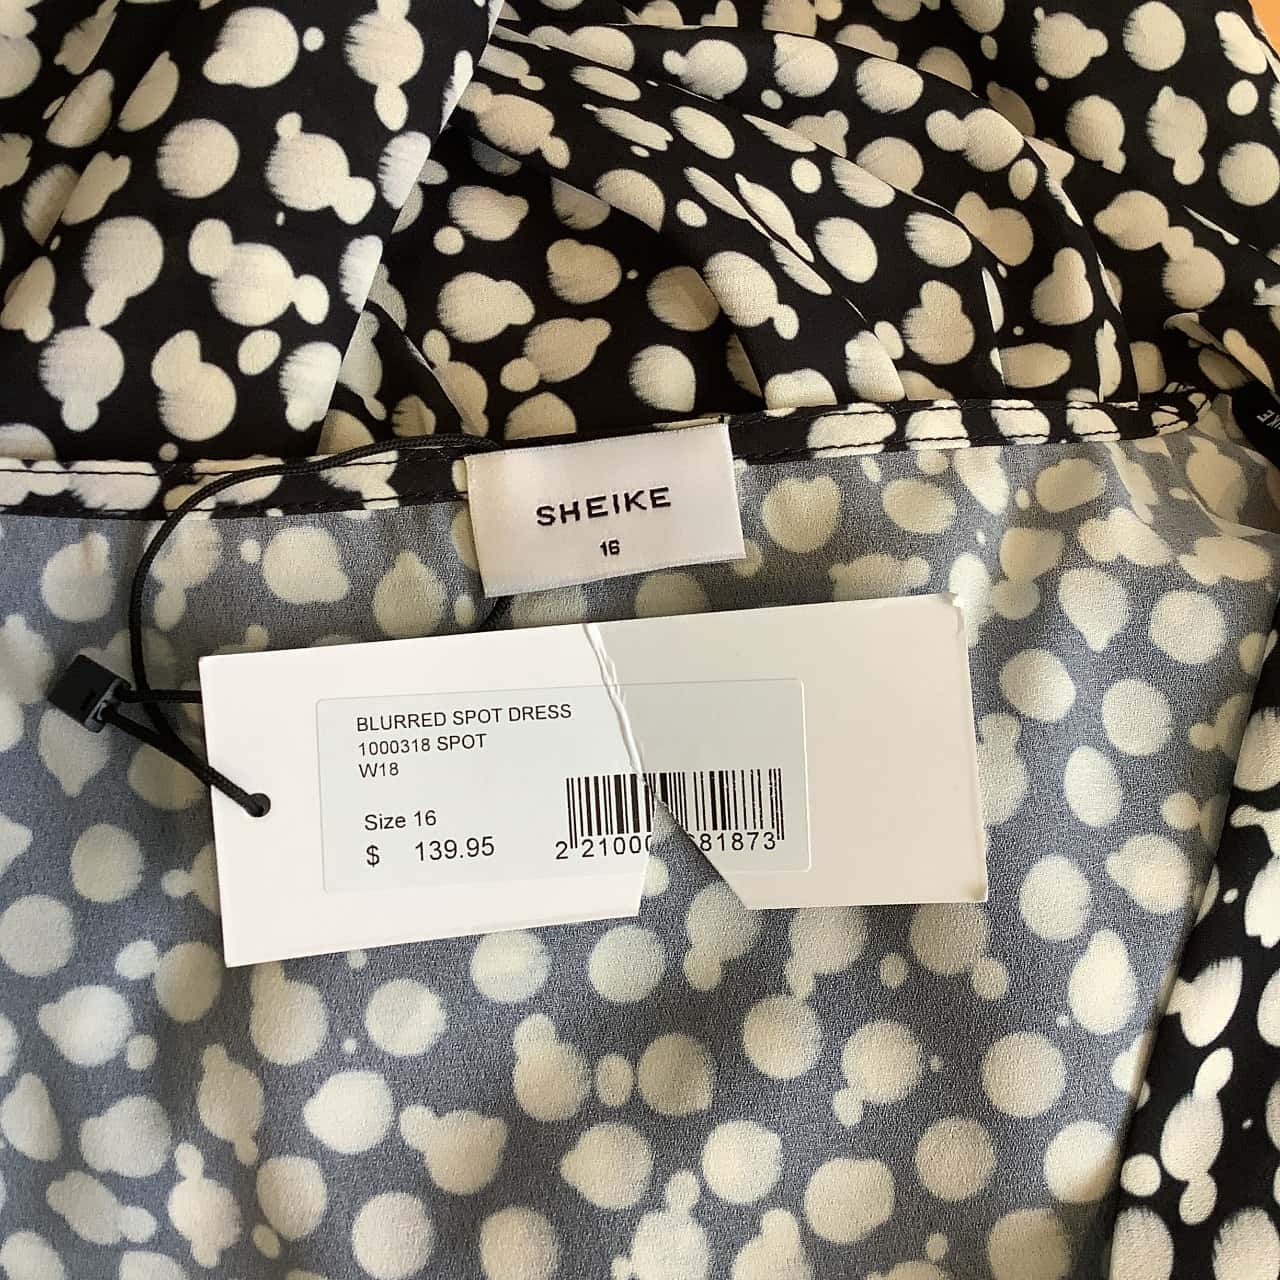 SHEIKE
16
BLURRED SPOT DRESS
1000318 SPOT
W18
Size 16
$ 139.95